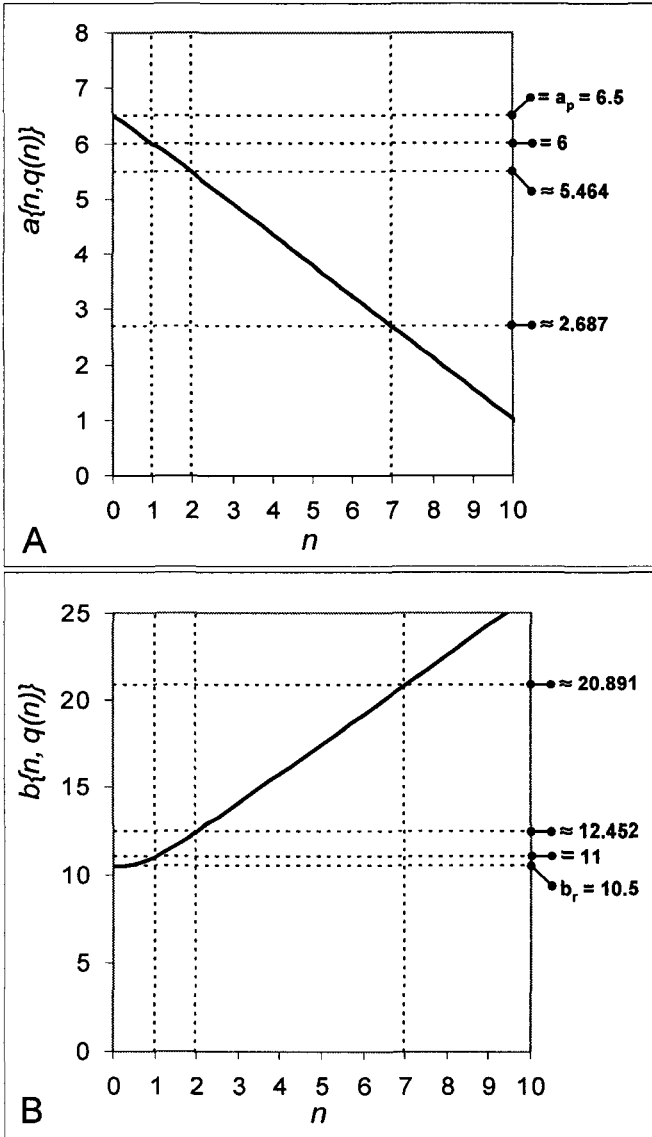 8
7
6
5
4
3
2
1
0
a{n,q(n)}
= a_p = 6.5
= 6
≈ 5.464
≈ 2.687
0 1 2 3 4 5 6 7 8 9 10
n
A
25
20
15
10
5
0
b{n, q(n)}
≈ 20.891
≈ 12.452
= 11
b_r = 10.5
0 1 2 3 4 5 6 7 8 9 10
n
B